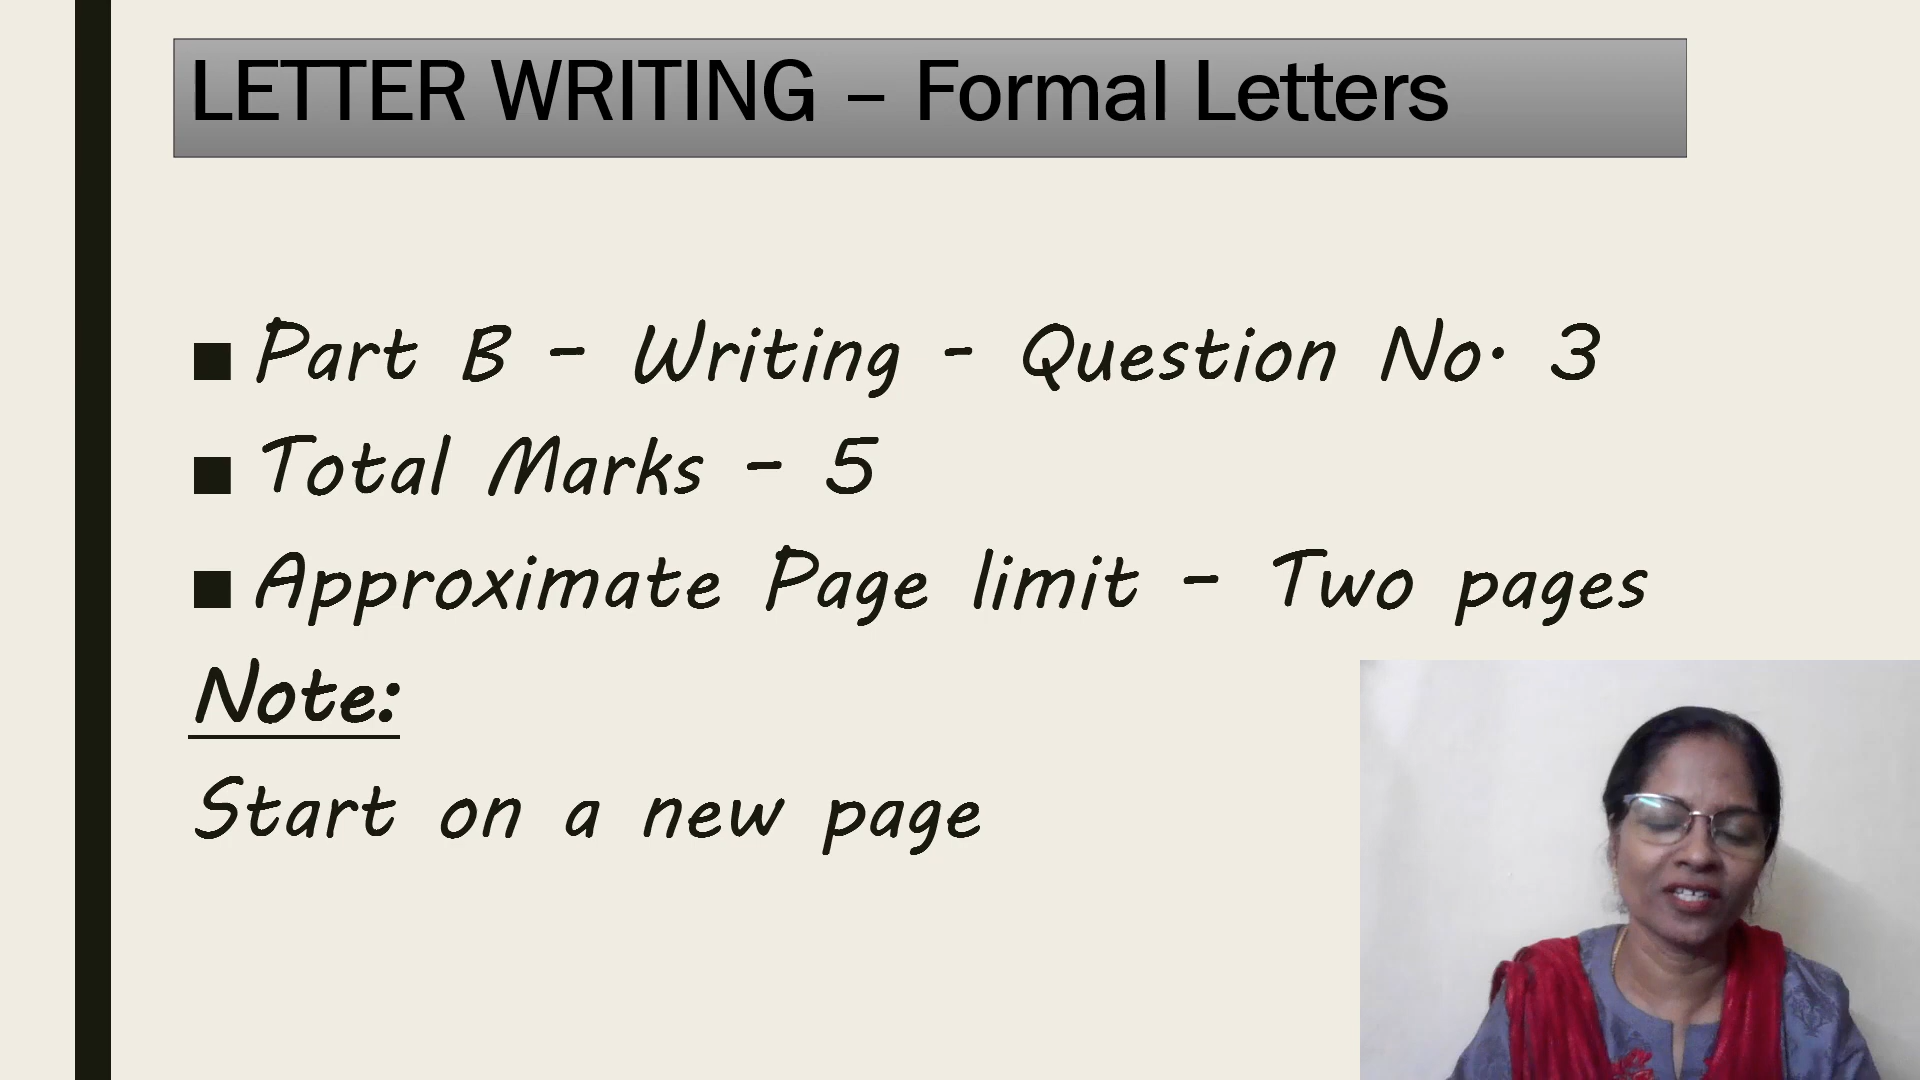 LETTER WRITING – Formal Letters
■ Part B – Writing - Question No. 3
■ Total Marks – 5
■ Approximate Page limit – Two pages
Note:
Start on a new page